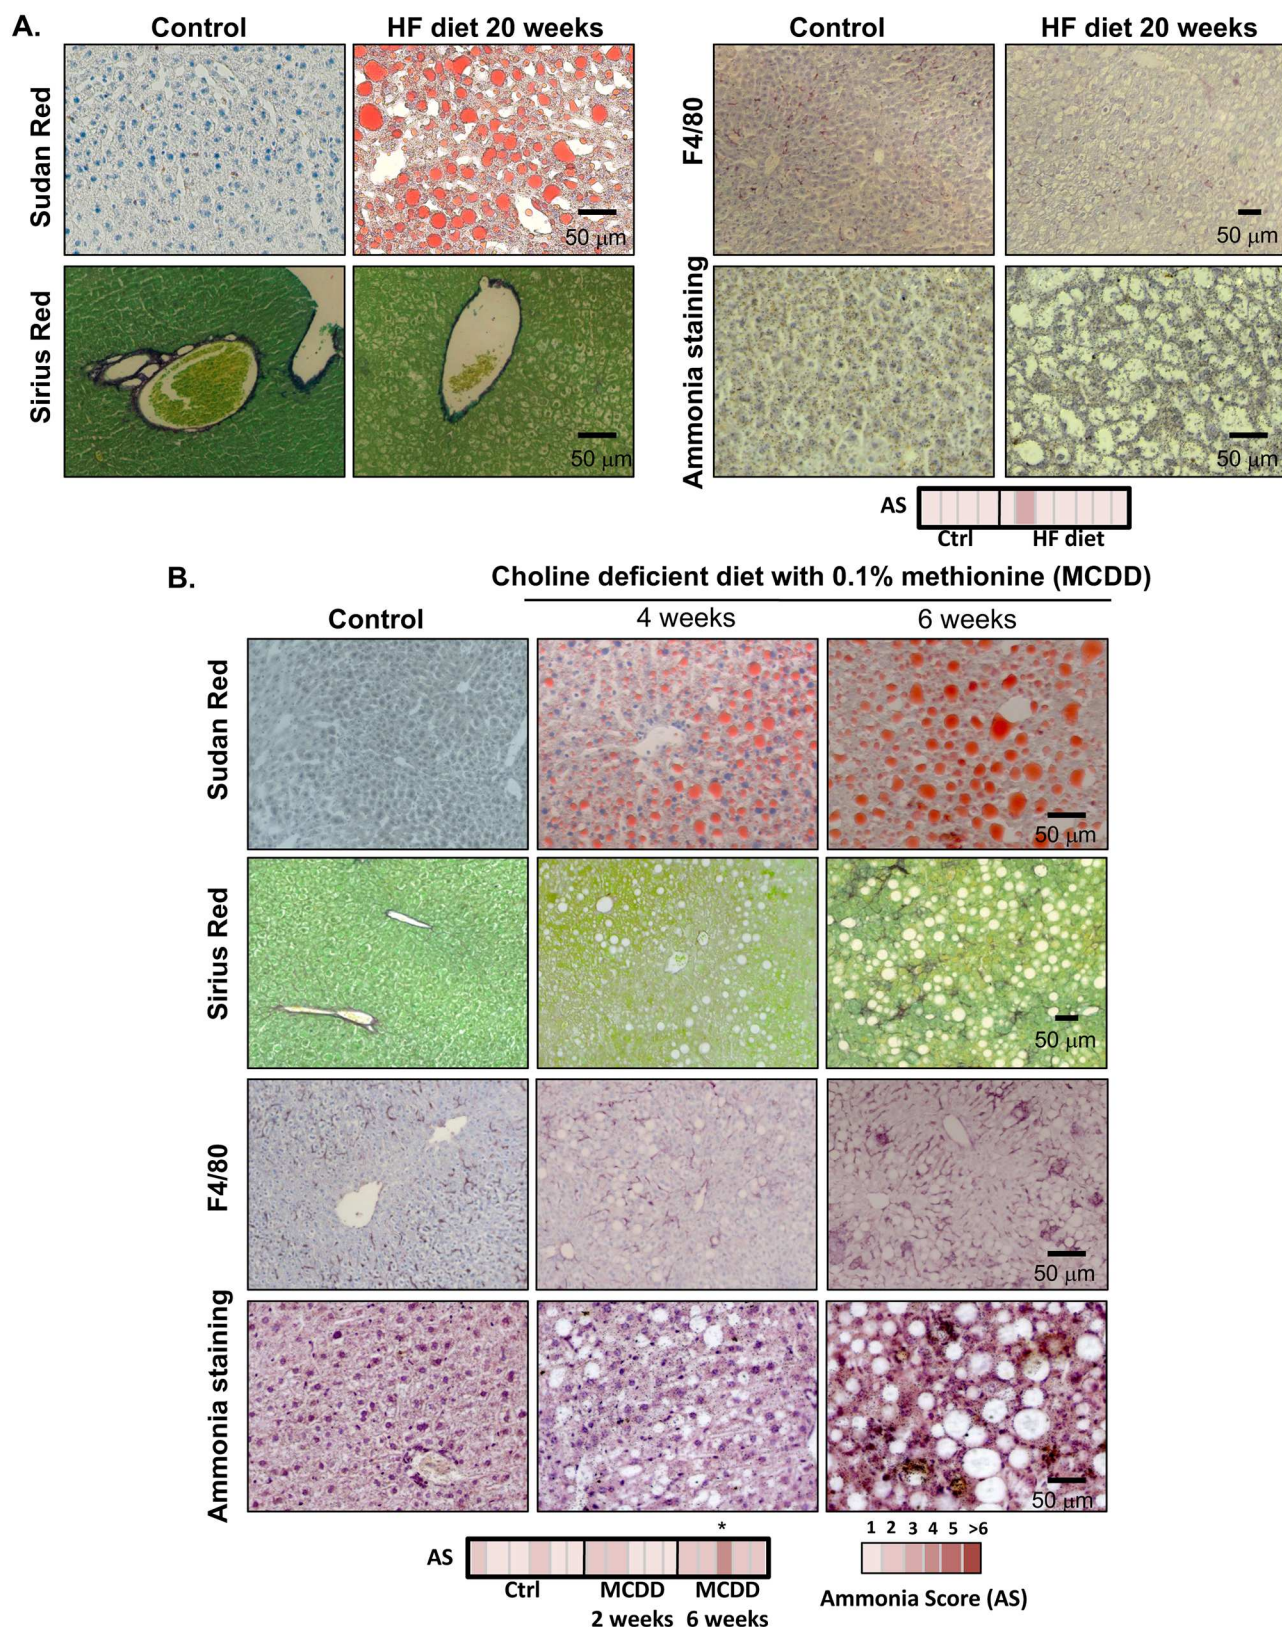 A.
Control
HF diet 20 weeks
Control
HF diet 20 weeks
Sudan Red
50 μm
F4/80
50 μm
Sirius Red
50 μm
Ammonia staining
50 μm
AS
Ctrl
HF diet
B.
Choline deficient diet with 0.1% methionine (MCDD)
Control
4 weeks
6 weeks
Sudan Red
50 μm
Sirius Red
50 μm
F4/80
50 μm
Ammonia staining
50 μm
*
1 2 3 4 5 >6
AS
Ctrl
MCDD
2 weeks
MCDD
6 weeks
Ammonia Score (AS)